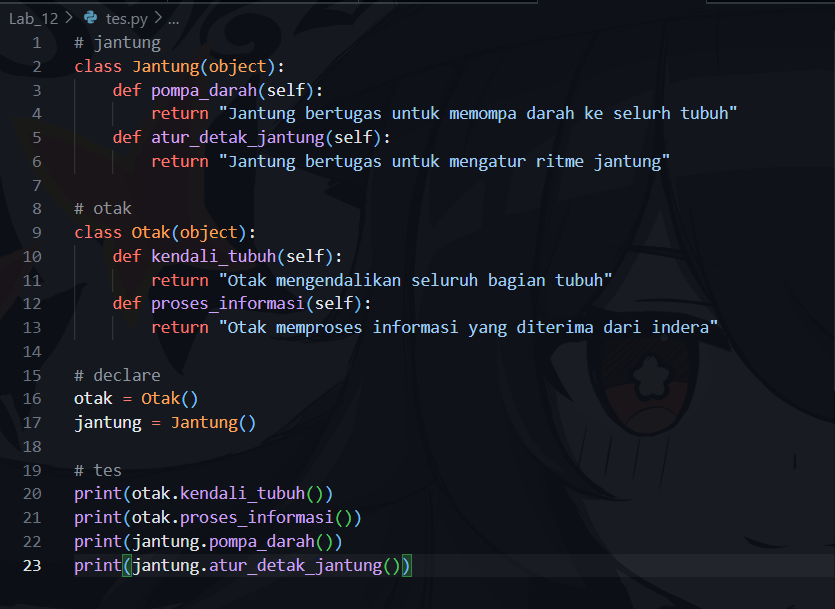 Lab_12 > tes.py > ...
1 # jantung
2 class Jantung(object):
3     def pompa_darah(self):
4         return "Jantung bertugas untuk memompa darah ke selurh tubuh"
5     def atur_detak_jantung(self):
6         return "Jantung bertugas untuk mengatur ritme jantung"
7
8 # otak
9 class Otak(object):
10     def kendali_tubuh(self):
11         return "Otak mengendalikan seluruh bagian tubuh"
12     def proses_informasi(self):
13         return "Otak memproses informasi yang diterima dari indera"
14
15 # declare
16 otak = Otak()
17 jantung = Jantung()
18
19 # tes
20 print(otak.kendali_tubuh())
21 print(otak.proses_informasi())
22 print(jantung.pompa_darah())
23 print(jantung.atur_detak_jantung())